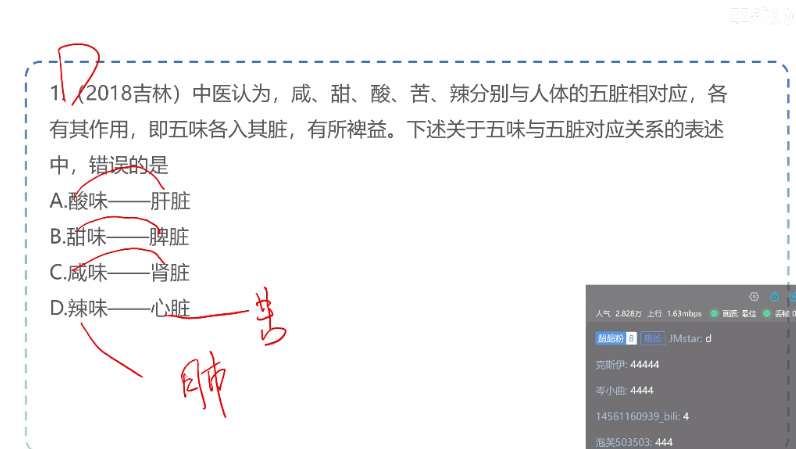 D
1.（2018吉林）中医认为，咸、甜、酸、苦、辣分别与人体的五脏相对应，各
有其作用，即五味各入其脏，有所裨益。下述关于五味与五脏对应关系的表述
中，错误的是
A.酸味——肝脏
B.甜味——脾脏
C.咸味——肾脏
D.辣味——心脏
苦
肺
人气 2.828万 上行 1.63mbps 画质: 最佳 丢帧 0
超超粉 8 舰长 JMstar: d
克斯伊: 44444
岑小曲: 4444
14561160939_bili: 4
泡芙503503: 444